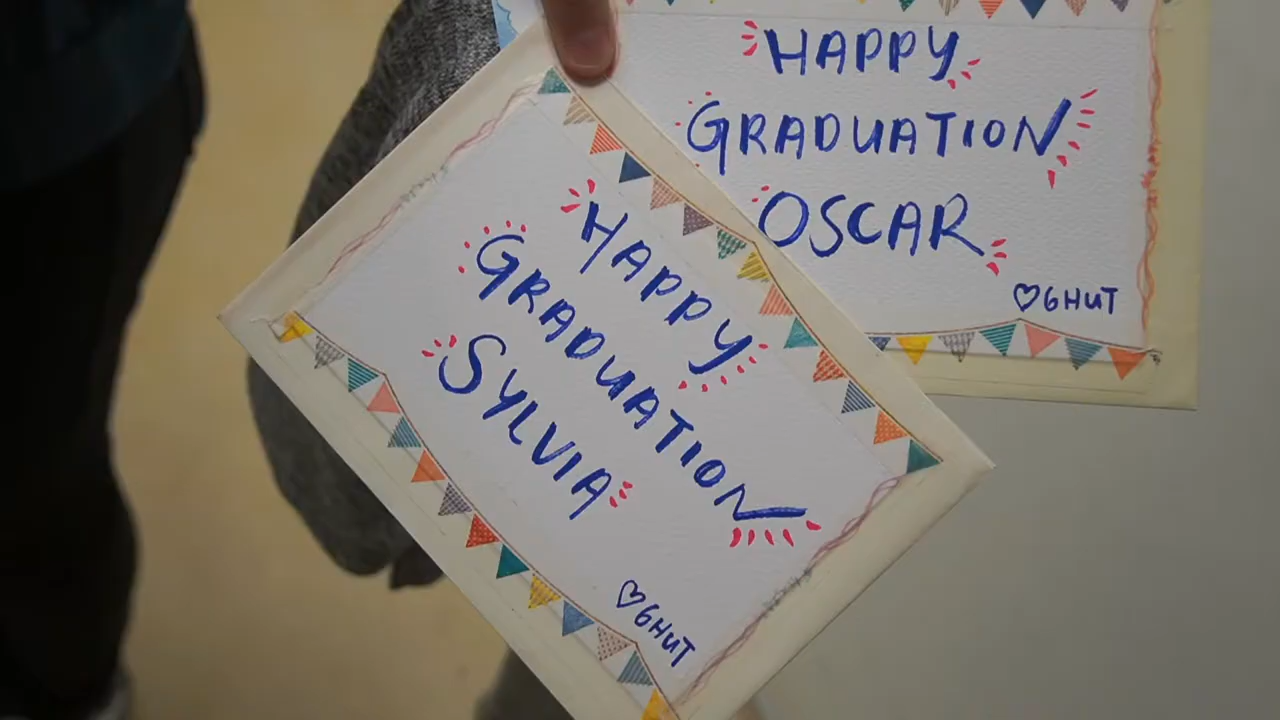 HAPPY
GRADUATION
OSCAR
♡6HUT
HAPPY
GRADUATION
SYLVIA
♡6HUT